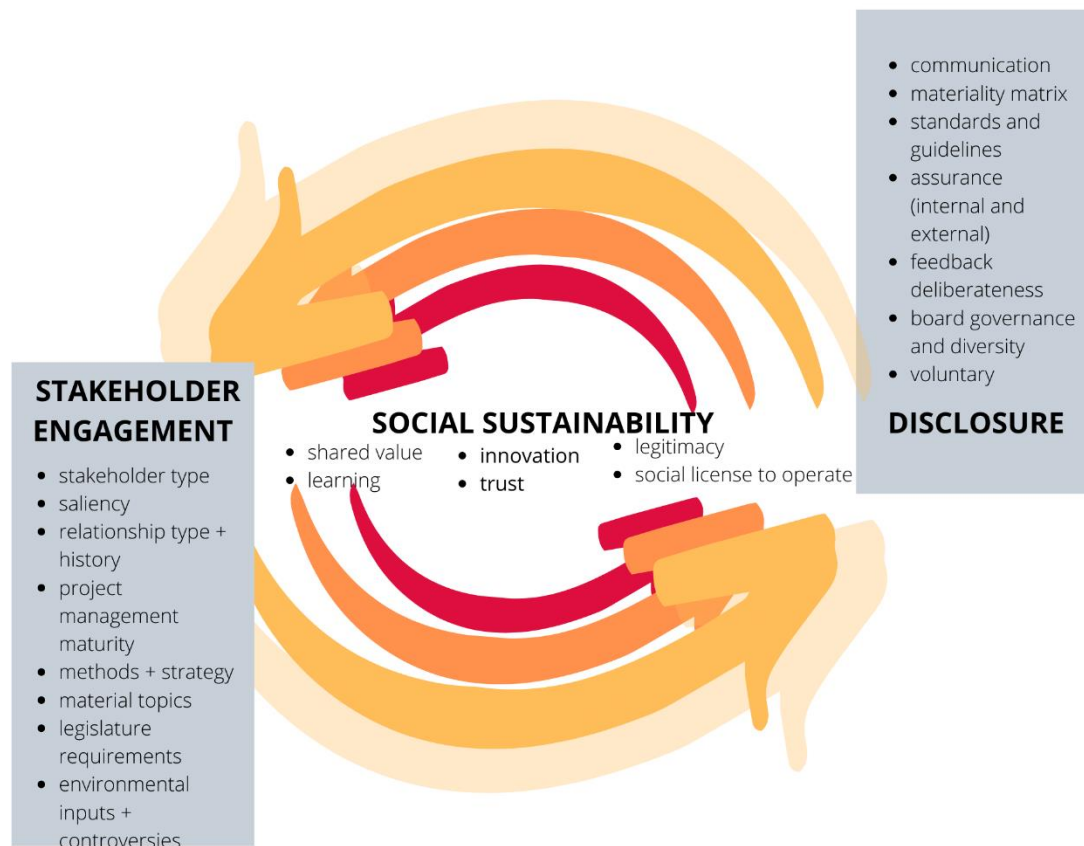 • communication
• materiality matrix
• standards and
guidelines
• assurance
(internal and
external)
• feedback
deliberateness
• board governance
and diversity
• voluntary
DISCLOSURE
STAKEHOLDER
ENGAGEMENT
• stakeholder type
• saliency
• relationship type +
history
• project
management
maturity
• methods + strategy
• material topics
• legislature
requirements
• environmental
inputs +
controversies
SOCIAL SUSTAINABILITY
• shared value
• learning
• innovation
• trust
• legitimacy
• social license to operate